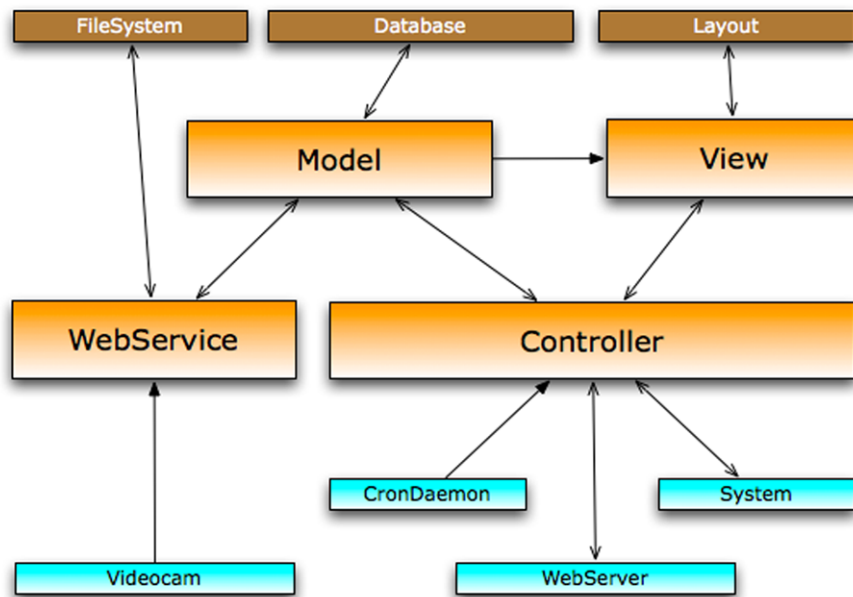 FileSystem
Database
Layout
Model
View
WebService
Controller
CronDaemon
System
Videocam
WebServer